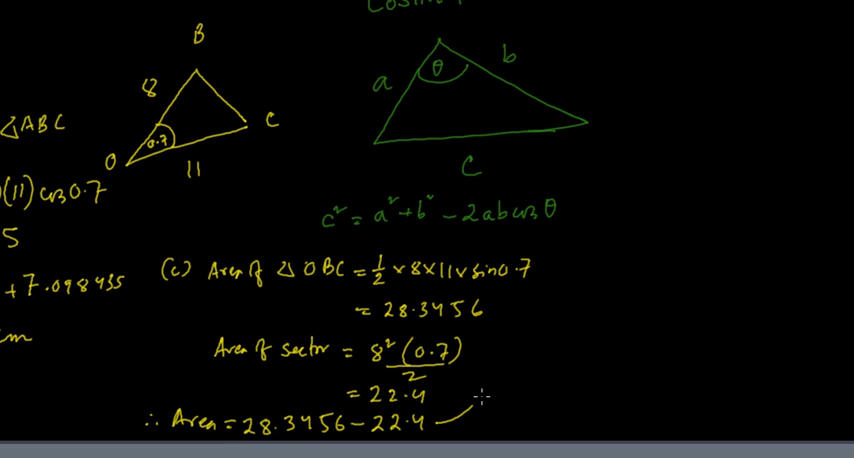 B
8
△ABC
C
0.7
O
11
(11) cos 0.7
5
+ 7.098435
m
θ
a
b
C
c² = a² + b² - 2ab cos θ
(c) Area of △ OBC = 1/2 × 8 × 11 × sin 0.7
= 28.3456
Area of sector = 8² (0.7) / 2
= 22.4
∴ Area = 28.3456 - 22.4